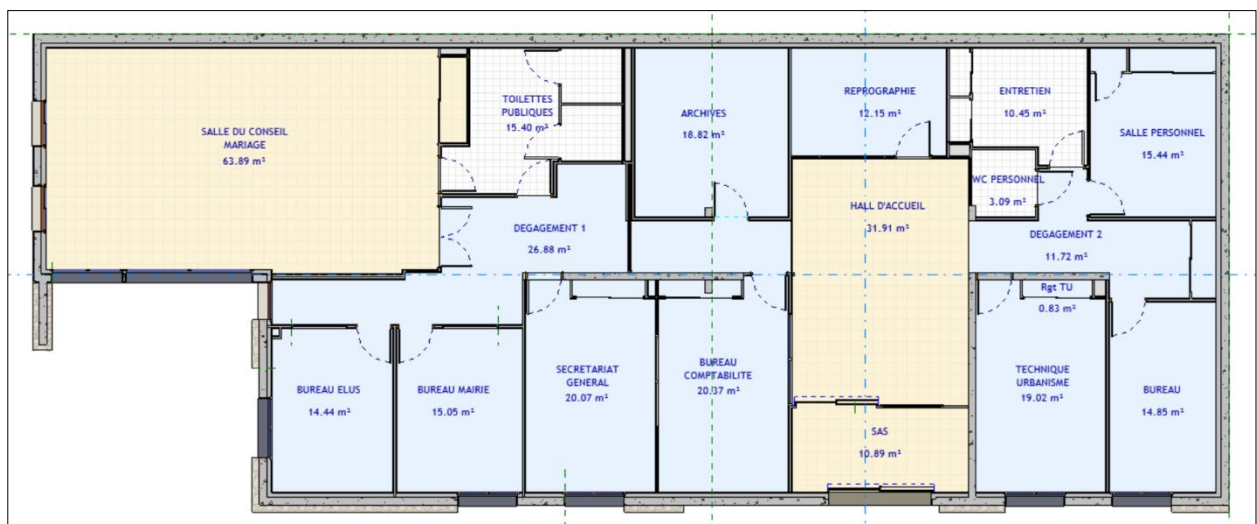 SALLE DU CONSEIL
MARIAGE
63.89 m²
TOILETTES
PUBLIQUES
15.40 m²
ARCHIVES
18.82 m²
REPROGRAPHIE
12.15 m²
ENTRETIEN
10.45 m²
SALLE PERSONNEL
15.44 m²
WC PERSONNEL
3.09 m²
HALL D'ACCUEIL
31.91 m²
DEGAGEMENT 1
26.88 m²
DEGAGEMENT 2
11.72 m²
Rgt TU
0.83 m²
BUREAU ELUS
14.44 m²
BUREAU MAIRIE
15.05 m²
SECRETARIAT
GENERAL
20.07 m²
BUREAU
COMPTABILITE
20.37 m²
SAS
10.89 m²
TECHNIQUE
URBANISME
19.02 m²
BUREAU
14.85 m²